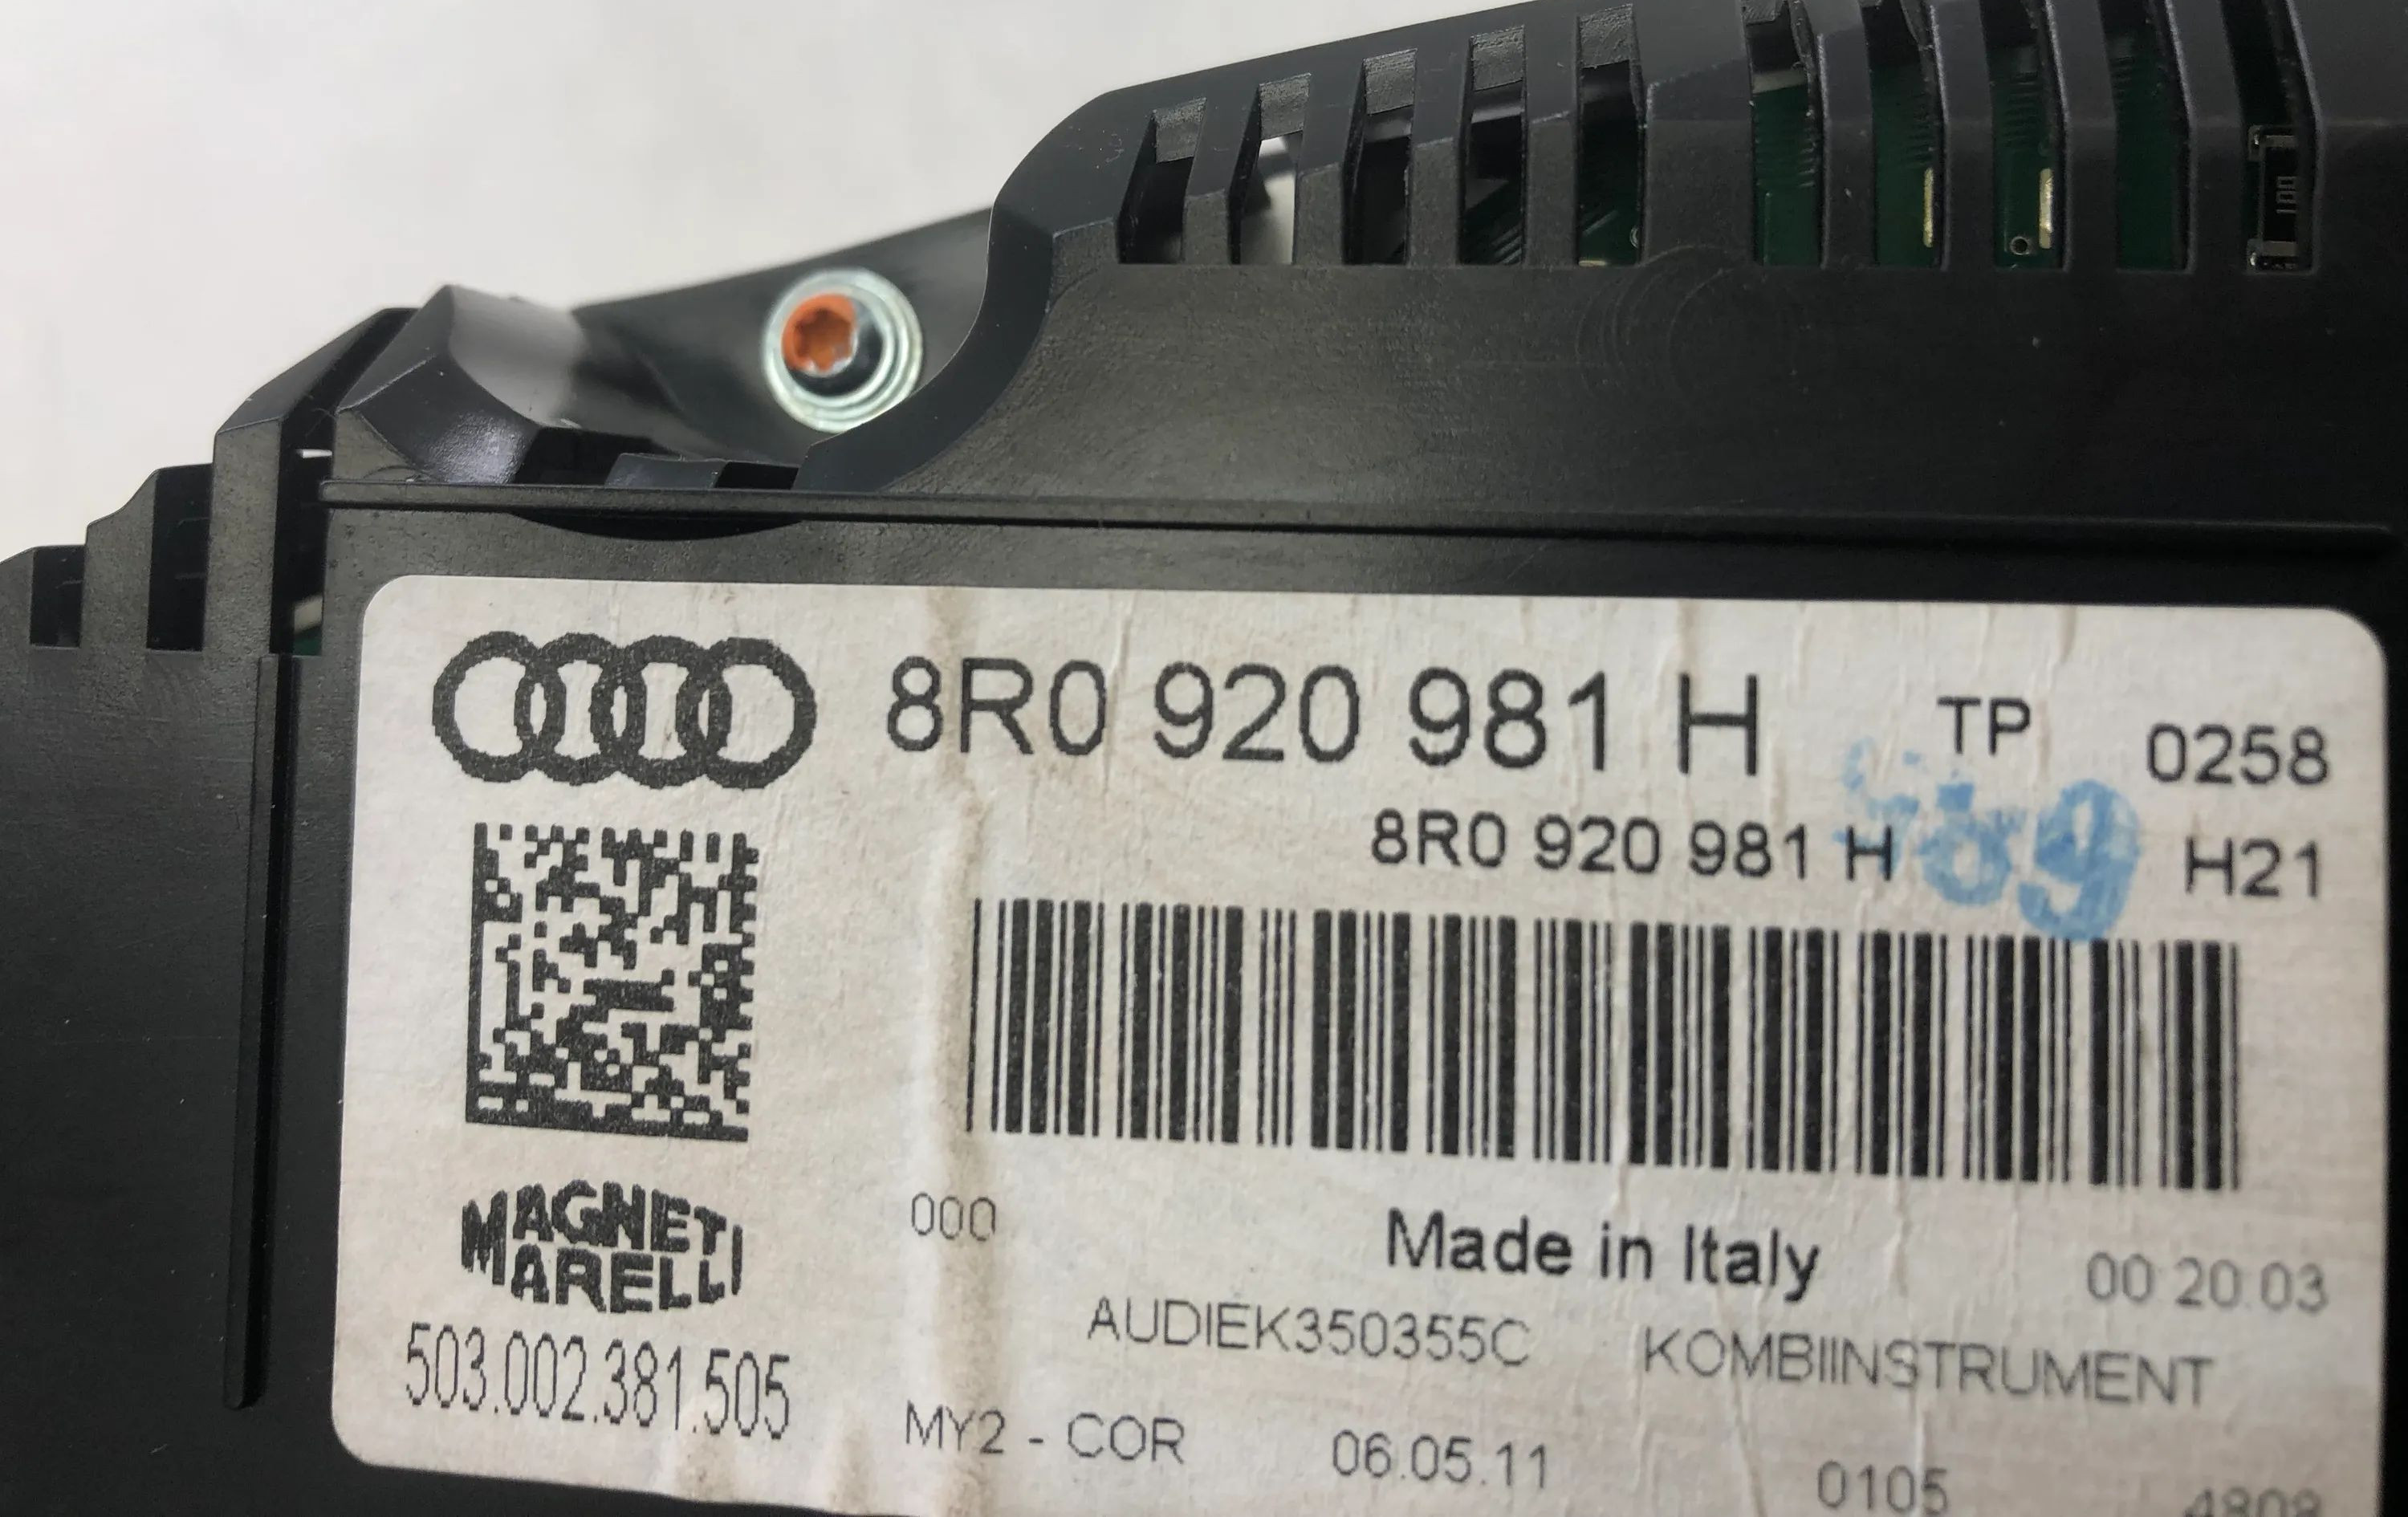 8R0 920 981 H TP 0258
8R0 920 981 H H21
MAGNETI
MARELLI
000
Made in Italy
00 20.03
AUDIEK350355C KOMBIINSTRUMENT
503.002.381.505
MY2 - COR 06.05.11 0105 4808